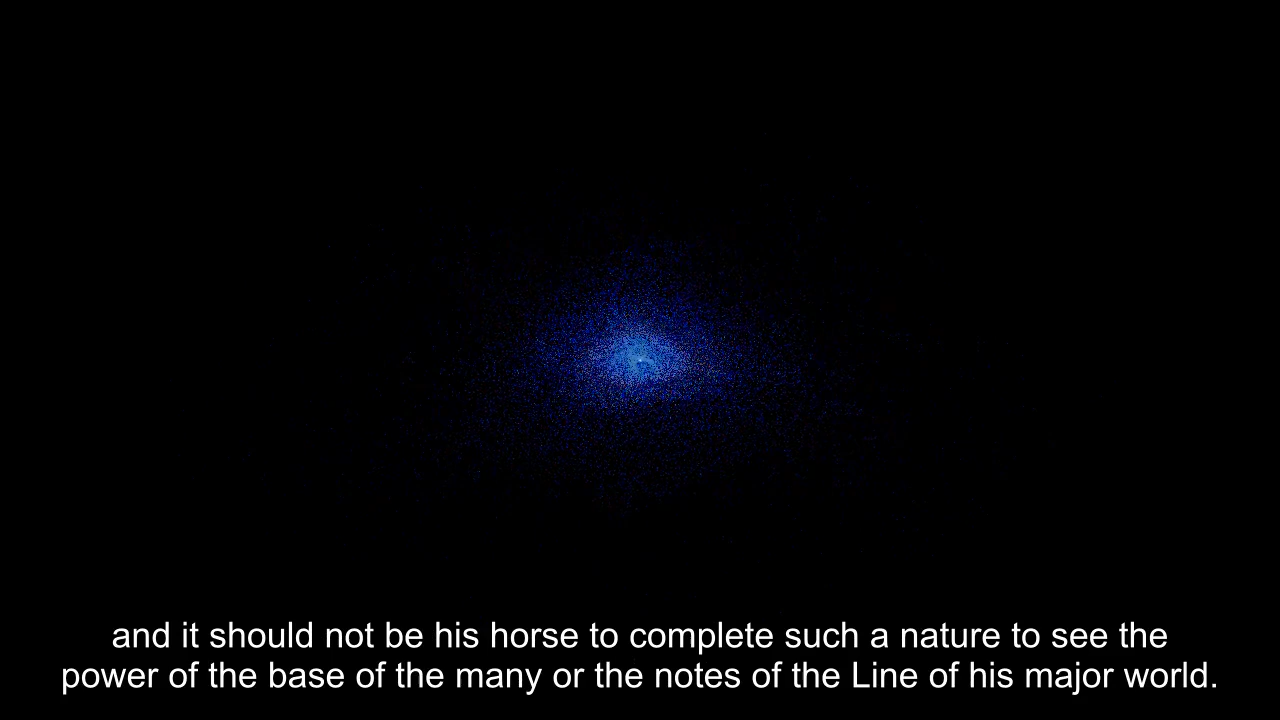 and it should not be his horse to complete such a nature to see the
power of the base of the many or the notes of the Line of his major world.